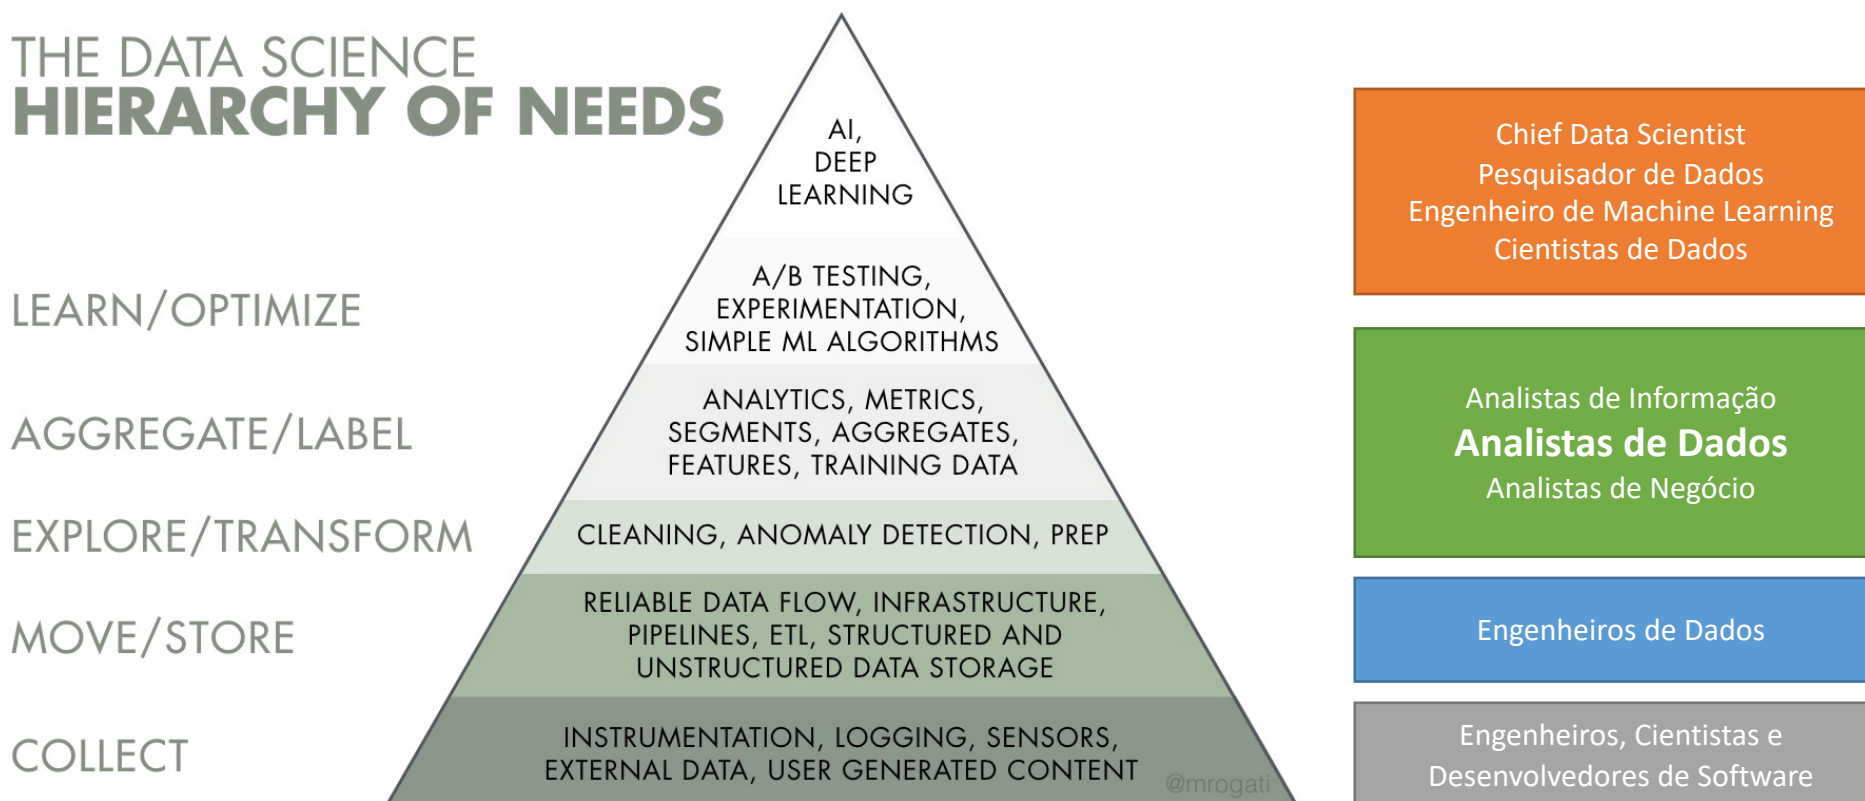 THE DATA SCIENCE
HIERARCHY OF NEEDS
AI,
DEEP
LEARNING
LEARN/OPTIMIZE
A/B TESTING,
EXPERIMENTATION,
SIMPLE ML ALGORITHMS
AGGREGATE/LABEL
ANALYTICS, METRICS,
SEGMENTS, AGGREGATES,
FEATURES, TRAINING DATA
EXPLORE/TRANSFORM
CLEANING, ANOMALY DETECTION, PREP
MOVE/STORE
RELIABLE DATA FLOW, INFRASTRUCTURE,
PIPELINES, ETL, STRUCTURED AND
UNSTRUCTURED DATA STORAGE
COLLECT
INSTRUMENTATION, LOGGING, SENSORS,
EXTERNAL DATA, USER GENERATED CONTENT
@mrogati
Chief Data Scientist
Pesquisador de Dados
Engenheiro de Machine Learning
Cientistas de Dados
Analistas de Informação
Analistas de Dados
Analistas de Negócio
Engenheiros de Dados
Engenheiros, Cientistas e
Desenvolvedores de Software